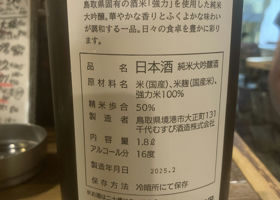 鳥取県固有の酒米「強力」を使用した純米
大吟醸。華やかな香りとふくよかな味わい
が調和する一品。日々の食卓を豊かに彩り
ます。
品名 日本酒 純米大吟醸酒
原材料名 米(国産)、米麹(国産米)、
強力米100%
精米歩合 50%
製造者 鳥取県境港市大正町131
千代むすび酒造株式会社
内容量 1.8ℓ
アルコール分 16度
製造年月日 2025.2
保存方法 冷暗所にて保存